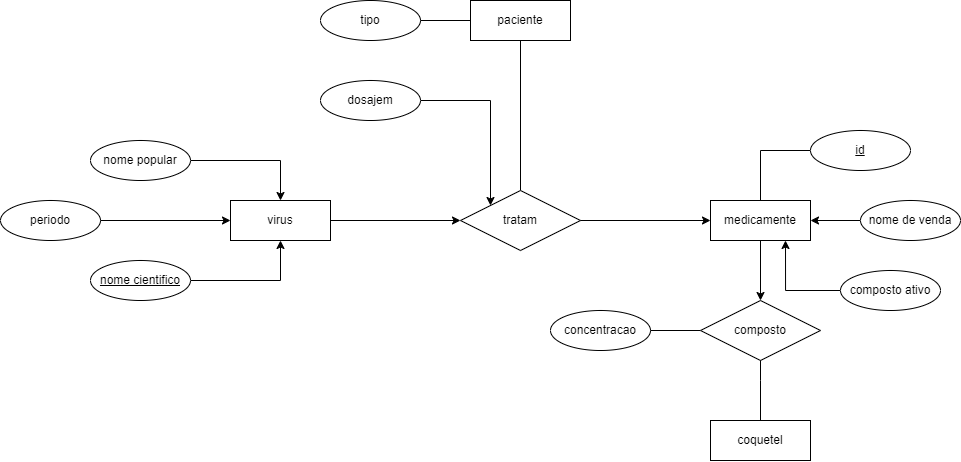 tipo
paciente
dosajem
nome popular
id
periodo
virus
tratam
medicamente
nome de venda
nome cientifico
composto ativo
concentracao
composto
coquetel